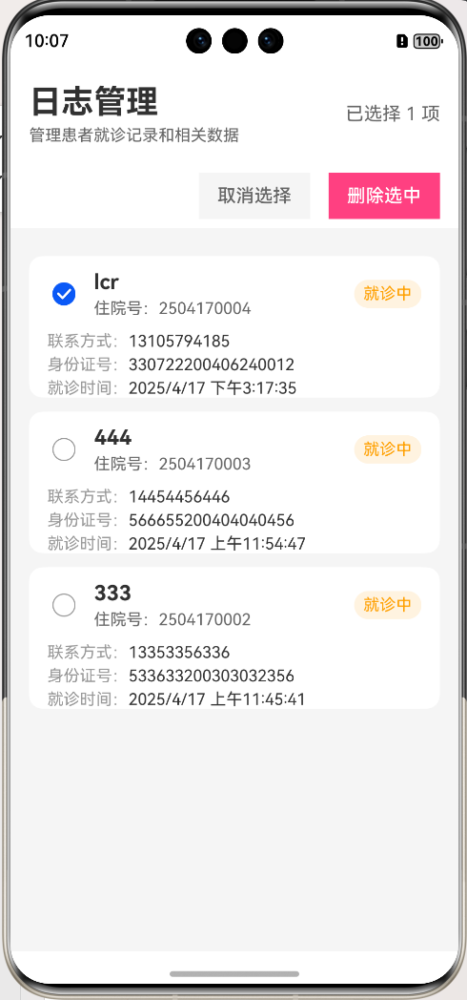 10:07
100
日志管理
已选择 1 项
管理患者就诊记录和相关数据
取消选择 删除选中
lcr
就诊中
住院号：2504170004
联系方式：13105794185
身份证号：330722200406240012
就诊时间：2025/4/17 下午3:17:35
444
就诊中
住院号：2504170003
联系方式：14454456446
身份证号：566655200404040456
就诊时间：2025/4/17 上午11:54:47
333
就诊中
住院号：2504170002
联系方式：13353356336
身份证号：533633200303032356
就诊时间：2025/4/17 上午11:45:41